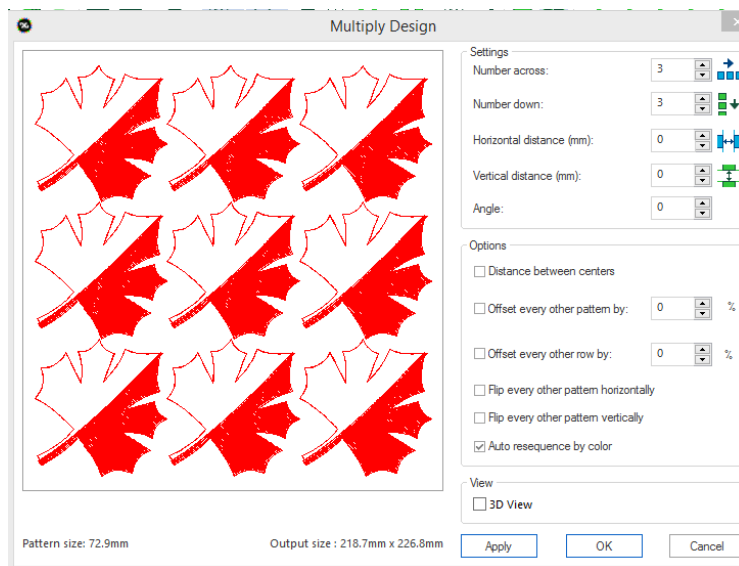 Multiply Design
Settings
Number across:
3
Number down:
3
Horizontal distance (mm):
0
Vertical distance (mm):
0
Angle:
0
Options
Distance between centers
Offset every other pattern by:
0
%
Offset every other row by:
0
%
Flip every other pattern horizontally
Flip every other pattern vertically
Auto resequence by color
View
3D View
Pattern size: 72.9mm
Output size : 218.7mm x 226.8mm
Apply
OK
Cancel